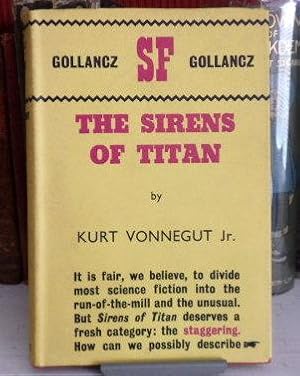 GOLLANCZ SF GOLLANCZ
THE SIRENS
OF TITAN
by
KURT VONNEGUT Jr.
It is fair, we believe, to divide
most science fiction into the
run-of-the-mill and the unusual.
But Sirens of Titan deserves a
fresh category: the staggering.
How can we possibly describe ☛
OF